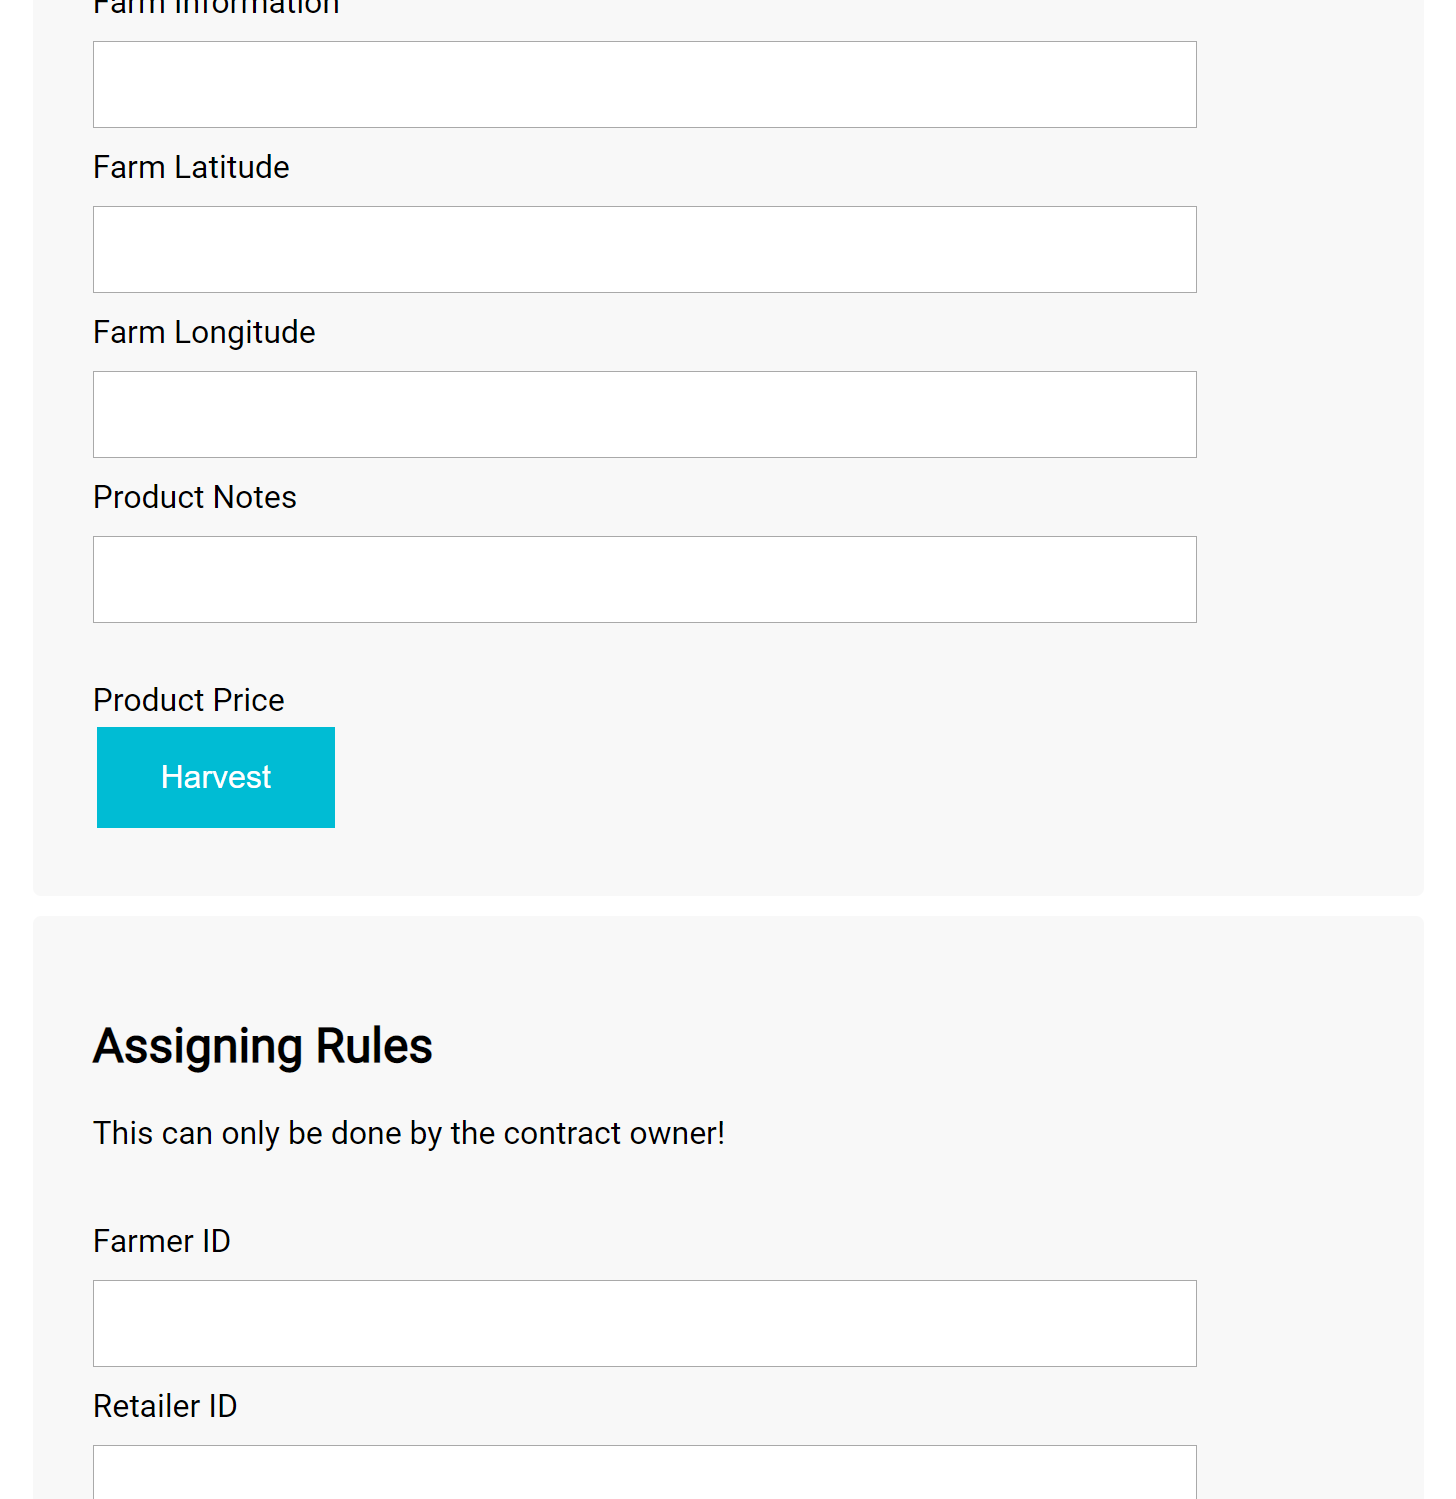 Farm Information
Farm Latitude
Farm Longitude
Product Notes
Product Price
Harvest
Assigning Rules
This can only be done by the contract owner!
Farmer ID
Retailer ID